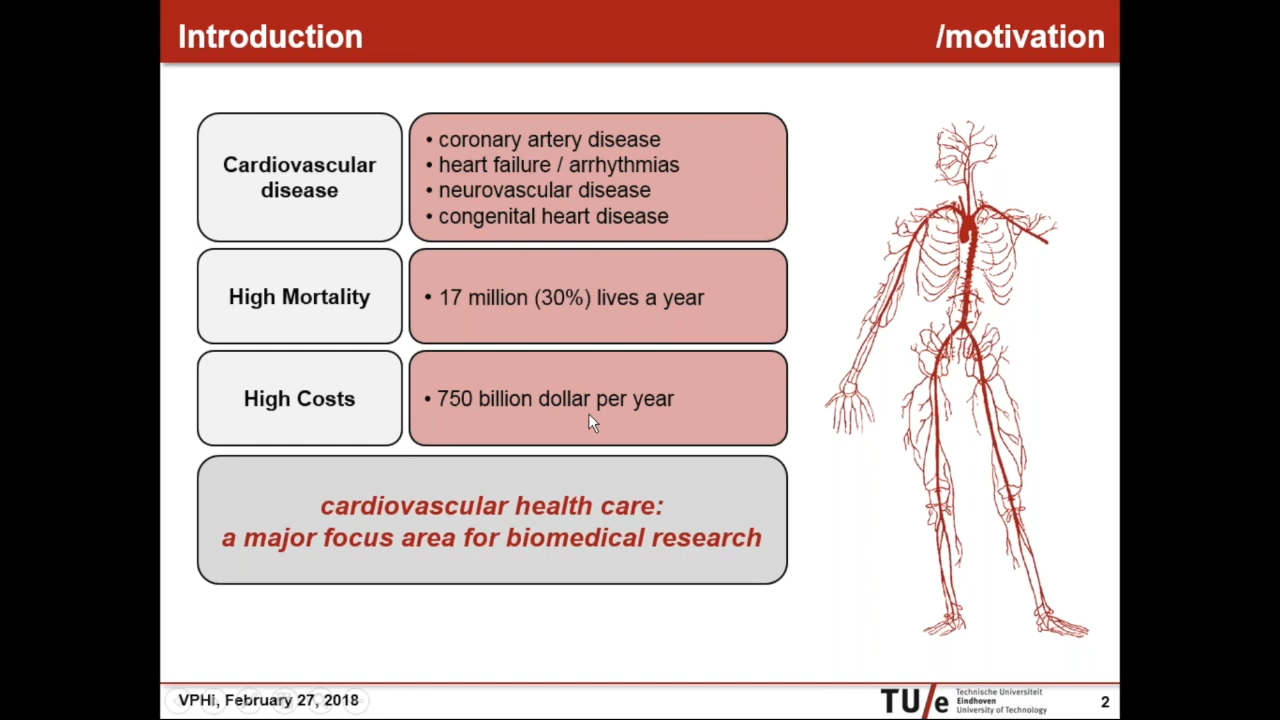 Introduction
/motivation
Cardiovascular
disease
• coronary artery disease
• heart failure / arrhythmias
• neurovascular disease
• congenital heart disease
High Mortality
• 17 million (30%) lives a year
High Costs
• 750 billion dollar per year
cardiovascular health care:
a major focus area for biomedical research
VPHi, February 27, 2018
TU/e
Technische Universiteit
Eindhoven
University of Technology
2